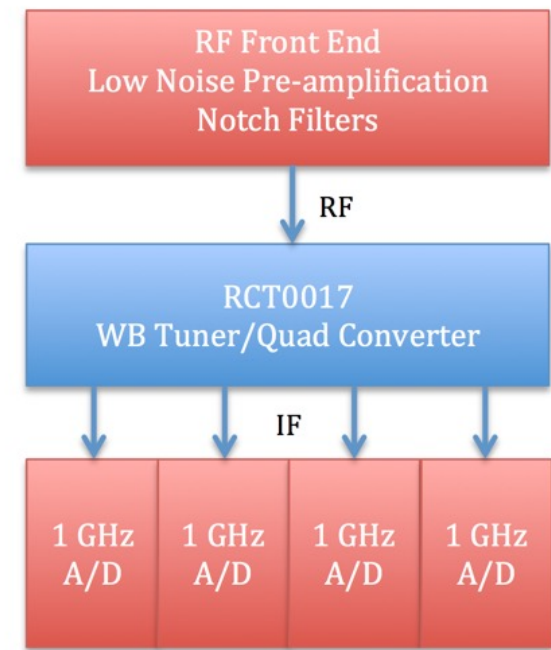 RF Front End
Low Noise Pre-amplification
Notch Filters
RF
RCT0017
WB Tuner/Quad Converter
IF
1 GHz
A/D
1 GHz
A/D
1 GHz
A/D
1 GHz
A/D